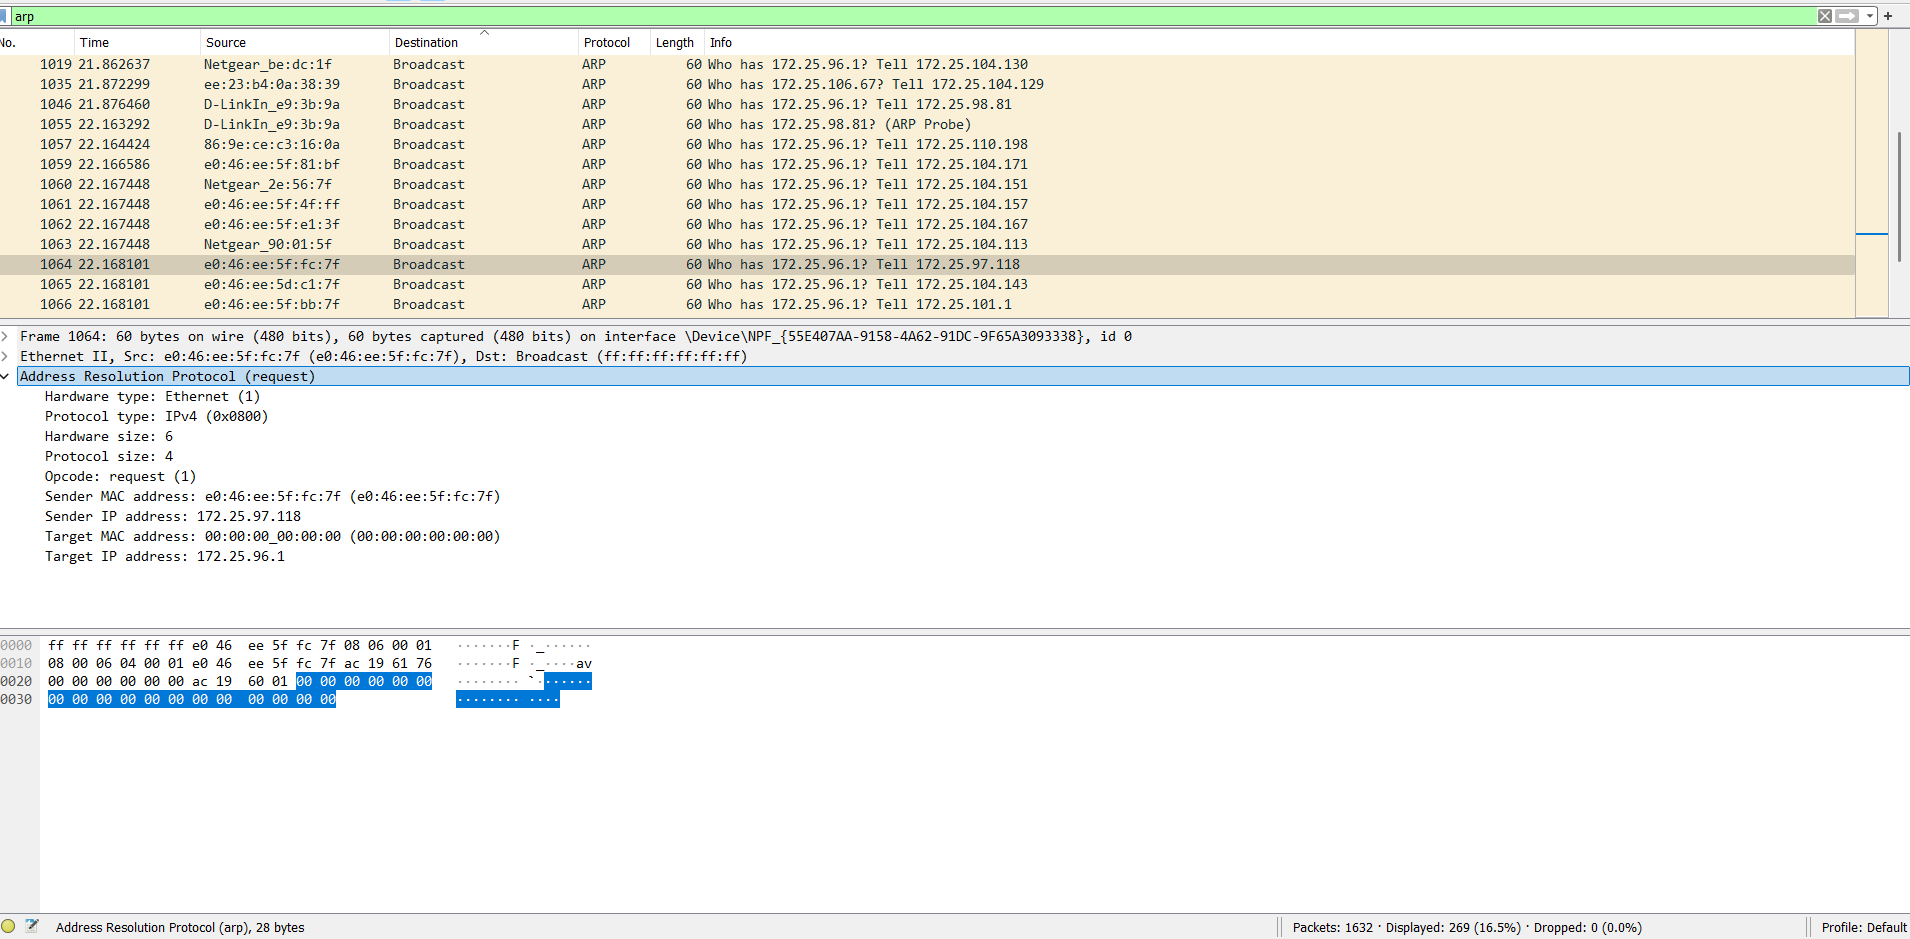 arp
No. Time Source Destination Protocol Length Info
1019 21.862637 Netgear_be:dc:1f Broadcast ARP 60 Who has 172.25.96.1? Tell 172.25.104.130
1035 21.872299 ee:23:b4:0a:38:39 Broadcast ARP 60 Who has 172.25.106.67? Tell 172.25.104.129
1046 21.876460 D-LinkIn_e9:3b:9a Broadcast ARP 60 Who has 172.25.96.1? Tell 172.25.98.81
1055 22.163292 D-LinkIn_e9:3b:9a Broadcast ARP 60 Who has 172.25.98.81? (ARP Probe)
1057 22.164424 86:9e:ce:c3:16:0a Broadcast ARP 60 Who has 172.25.96.1? Tell 172.25.110.198
1059 22.166586 e0:46:ee:5f:81:bf Broadcast ARP 60 Who has 172.25.96.1? Tell 172.25.104.171
1060 22.167448 Netgear_2e:56:7f Broadcast ARP 60 Who has 172.25.96.1? Tell 172.25.104.151
1061 22.167448 e0:46:ee:5f:4f:ff Broadcast ARP 60 Who has 172.25.96.1? Tell 172.25.104.157
1062 22.167448 e0:46:ee:5f:e1:3f Broadcast ARP 60 Who has 172.25.96.1? Tell 172.25.104.167
1063 22.167448 Netgear_90:01:5f Broadcast ARP 60 Who has 172.25.96.1? Tell 172.25.104.113
1064 22.168101 e0:46:ee:5f:fc:7f Broadcast ARP 60 Who has 172.25.96.1? Tell 172.25.97.118
1065 22.168101 e0:46:ee:5d:c1:7f Broadcast ARP 60 Who has 172.25.96.1? Tell 172.25.104.143
1066 22.168101 e0:46:ee:5f:bb:7f Broadcast ARP 60 Who has 172.25.96.1? Tell 172.25.101.1
Frame 1064: 60 bytes on wire (480 bits), 60 bytes captured (480 bits) on interface \Device\NPF_{55E407AA-9158-4A62-91DC-9F65A3093338}, id 0
Ethernet II, Src: e0:46:ee:5f:fc:7f (e0:46:ee:5f:fc:7f), Dst: Broadcast (ff:ff:ff:ff:ff:ff)
Address Resolution Protocol (request)
Hardware type: Ethernet (1)
Protocol type: IPv4 (0x0800)
Hardware size: 6
Protocol size: 4
Opcode: request (1)
Sender MAC address: e0:46:ee:5f:fc:7f (e0:46:ee:5f:fc:7f)
Sender IP address: 172.25.97.118
Target MAC address: 00:00:00_00:00:00 (00:00:00:00:00:00)
Target IP address: 172.25.96.1
0000 ff ff ff ff ff ff e0 46 ee 5f fc 7f 08 06 00 01 ·······F ·_······
0010 08 00 06 04 00 01 e0 46 ee 5f fc 7f ac 19 61 76 ·······F ·_····av
0020 00 00 00 00 00 00 ac 19 60 01 00 00 00 00 00 00 ········ `·······
0030 00 00 00 00 00 00 00 00 00 00 00 00 ········ ····
Address Resolution Protocol (arp), 28 bytes
Packets: 1632 · Displayed: 269 (16.5%) · Dropped: 0 (0.0%)
Profile: Default